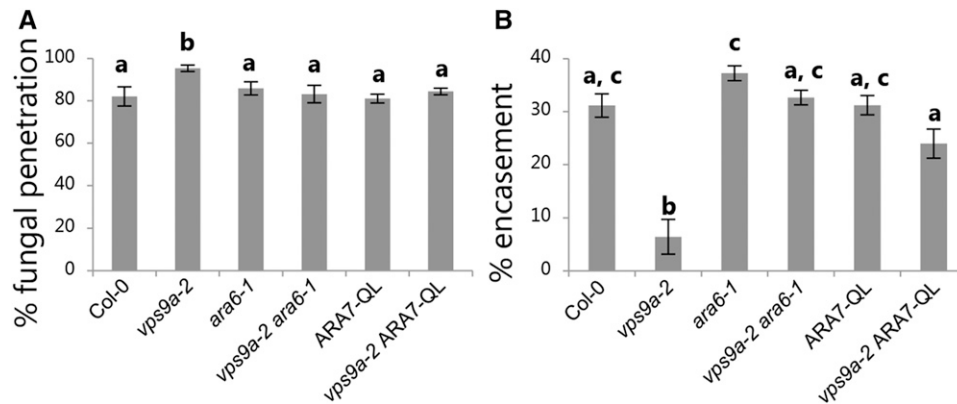 A
% fungal penetration
100
80
60
40
20
0
a
b
a
a
a
a
Col-0
vps9a-2
ara6-1
vps9a-2 ara6-1
ARA7-QL
vps9a-2 ARA7-QL
B
% encasement
40
30
20
10
0
a, c
b
c
a, c
a, c
a
Col-0
vps9a-2
ara6-1
vps9a-2 ara6-1
ARA7-QL
vps9a-2 ARA7-QL